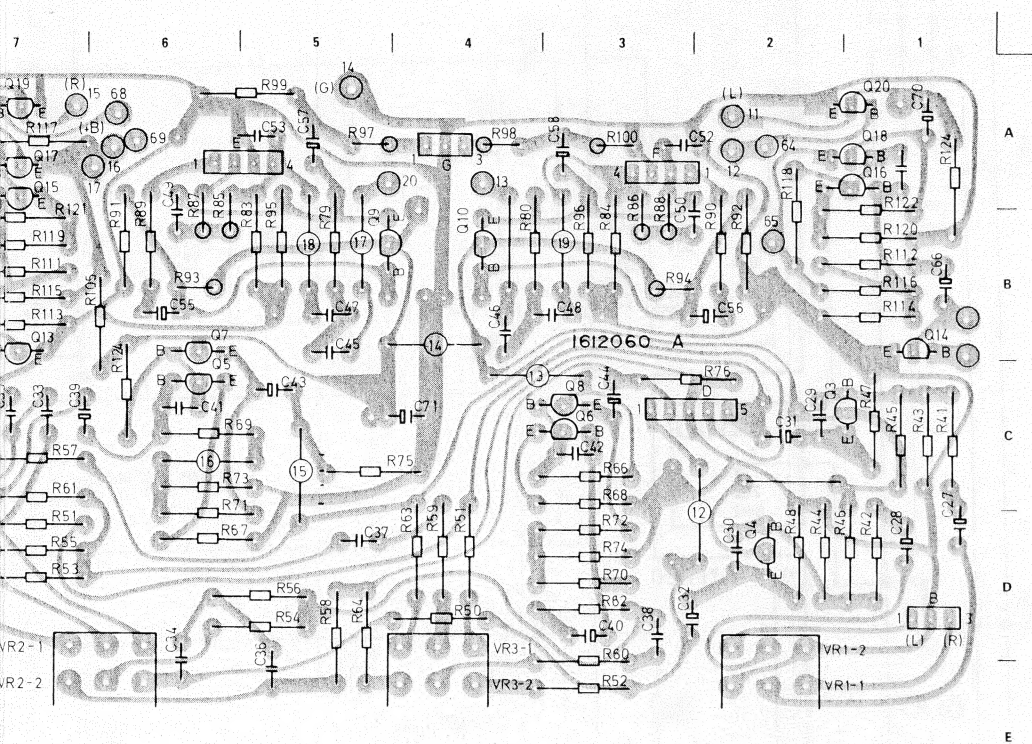 7 6 5 4 3 2 1
Q19 (R) 15 68 R99 14 (G) (L) 11 Q20 C70
E R117 (+B) 69 C53 C57 R97 R98 C58 R100 C52 64 Q18 A
Q17 16 1 4 1 G 3 4 1 12 E B R124
Q15 17 20 13 R118 Q16
R121 R91 R89 R87 R85 R83 R95 R79 Q9 Q10 R80 R96 R84 R86 R88 C50 R90 R92 R122
R119 18 17 E E 19 65 R120
R111 B B R112 C66
R105 R93 R94 R116 B
R115 C55 C47 C46 C48 C56 R114
R113 14 1612060 A
Q13 R124 B Q7 E C45 Q14
E B
Q5 13 Q8 C44 R76
B E C43 B E D C29 Q3 B R47
C33 C39 C41 C71 Q6 1 5 R45 R43 R41
R69 E B C31 E C
R57 C42
16 15 R75 R66
R61 R73 R68 C27
R51 R71 R63 R59 R51 R72 12 C30 Q4 B R48 R44 R46 R42 C28
R55 R67 C37 R74
R53 R70 E
R56 R58 R64 R62 C32 D
R54 R50 C38 1 B 3
C34 C40 (L) (R)
VR2-1 C36 VR3-1 R60 VR1-2
VR2-2 VR3-2 R52 VR1-1
E